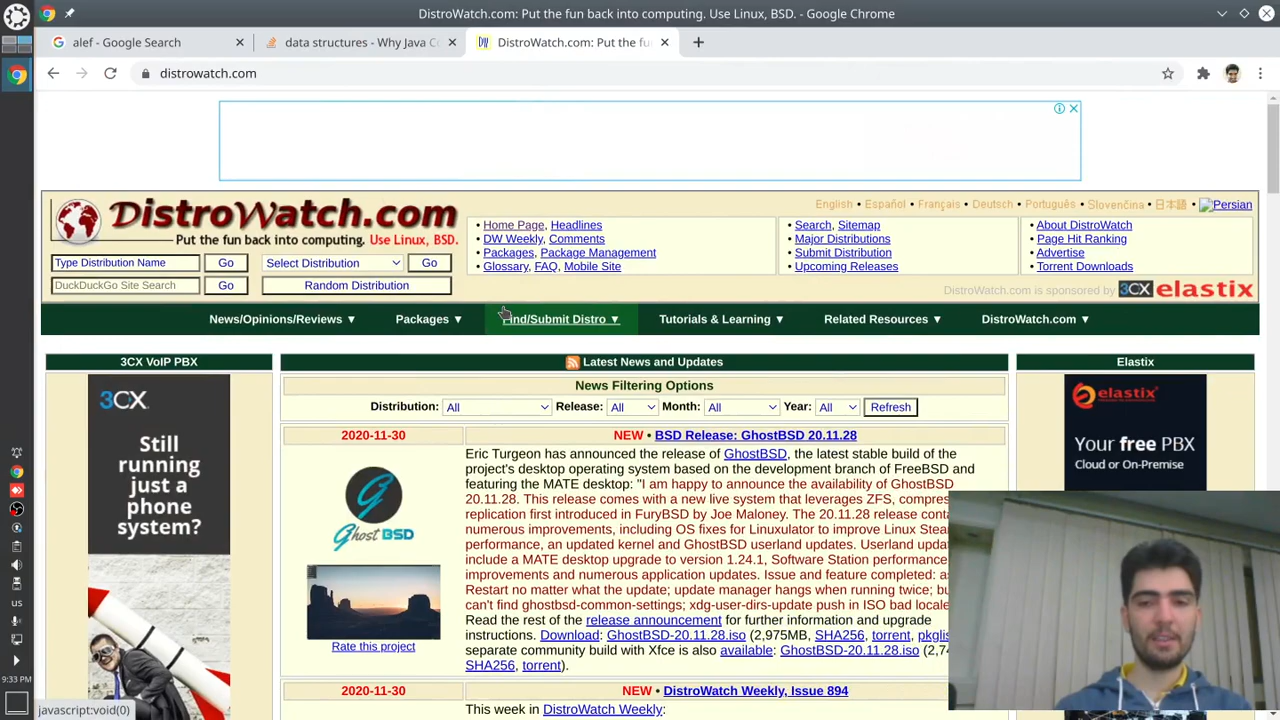 DistroWatch.com: Put the fun back into computing. Use Linux, BSD. - Google Chrome
alef - Google Search
data structures - Why Java Co
DistroWatch.com: Put the fu
distrowatch.com
DistroWatch.com
Put the fun back into computing. Use Linux, BSD.
English • Español • Français • Deutsch • Português • Slovenčina • 日本語 • Persian
• Home Page, Headlines
• DW Weekly, Comments
• Packages, Package Management
• Glossary, FAQ, Mobile Site
• Search, Sitemap
• Major Distributions
• Submit Distribution
• Upcoming Releases
• About DistroWatch
• Page Hit Ranking
• Advertise
• Torrent Downloads
Type Distribution Name Go Select Distribution Go
DuckDuckGo Site Search Go Random Distribution
DistroWatch.com is sponsored by 3CX elastix
News/Opinions/Reviews ▼ Packages ▼ Find/Submit Distro ▼ Tutorials & Learning ▼ Related Resources ▼ DistroWatch.com ▼
3CX VoIP PBX
3CX
Still
running
just a
phone
system?
Latest News and Updates
News Filtering Options
Distribution: All Release: All Month: All Year: All Refresh
2020-11-30
NEW • BSD Release: GhostBSD 20.11.28
Ghost BSD
Rate this project
Eric Turgeon has announced the release of GhostBSD, the latest stable build of the
project's desktop operating system based on the development branch of FreeBSD and
featuring the MATE desktop: "I am happy to announce the availability of GhostBSD
20.11.28. This release comes with a new live system that leverages ZFS, compres
replication first introduced in FuryBSD by Joe Maloney. The 20.11.28 release conta
numerous improvements, including OS fixes for Linuxulator to improve Linux Stea
performance, an updated kernel and GhostBSD userland updates. Userland upda
include a MATE desktop upgrade to version 1.24.1, Software Station performance
improvements and numerous application updates. Issue and feature completed: a
Restart no matter what the update; update manager hangs when running twice; bu
can't find ghostbsd-common-settings; xdg-user-dirs-update push in ISO bad locale
Read the rest of the release announcement for further information and upgrade
instructions. Download: GhostBSD-20.11.28.iso (2,975MB, SHA256, torrent, pkglis
separate community build with Xfce is also available: GhostBSD-20.11.28.iso (2,7
SHA256, torrent).
2020-11-30
NEW • DistroWatch Weekly, Issue 894
This week in DistroWatch Weekly:
Elastix
elastix
Your free PBX
Cloud or On-Premise
us
9:33 PM
javascript:void(0)